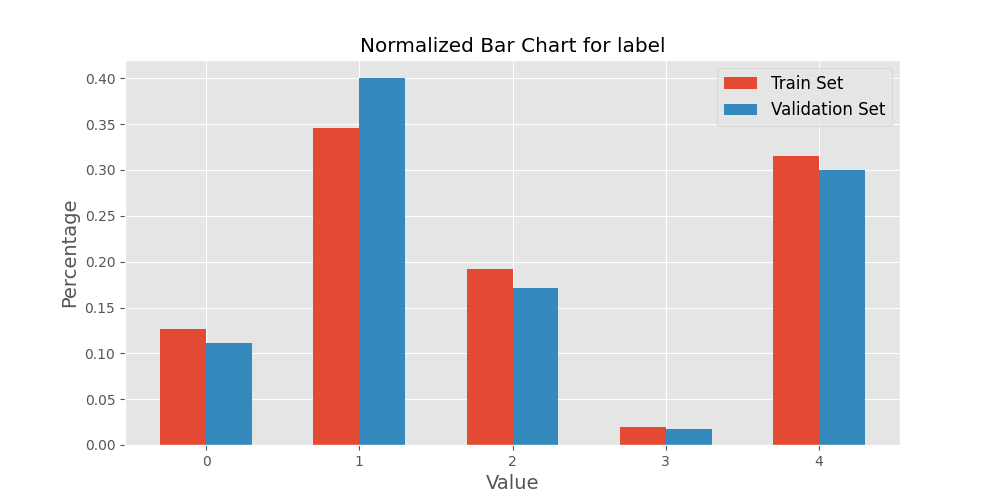 Normalized Bar Chart for label
Train Set
Validation Set
0.40
0.35
0.30
0.25
0.20
0.15
0.10
0.05
0.00
Percentage
0 1 2 3 4
Value